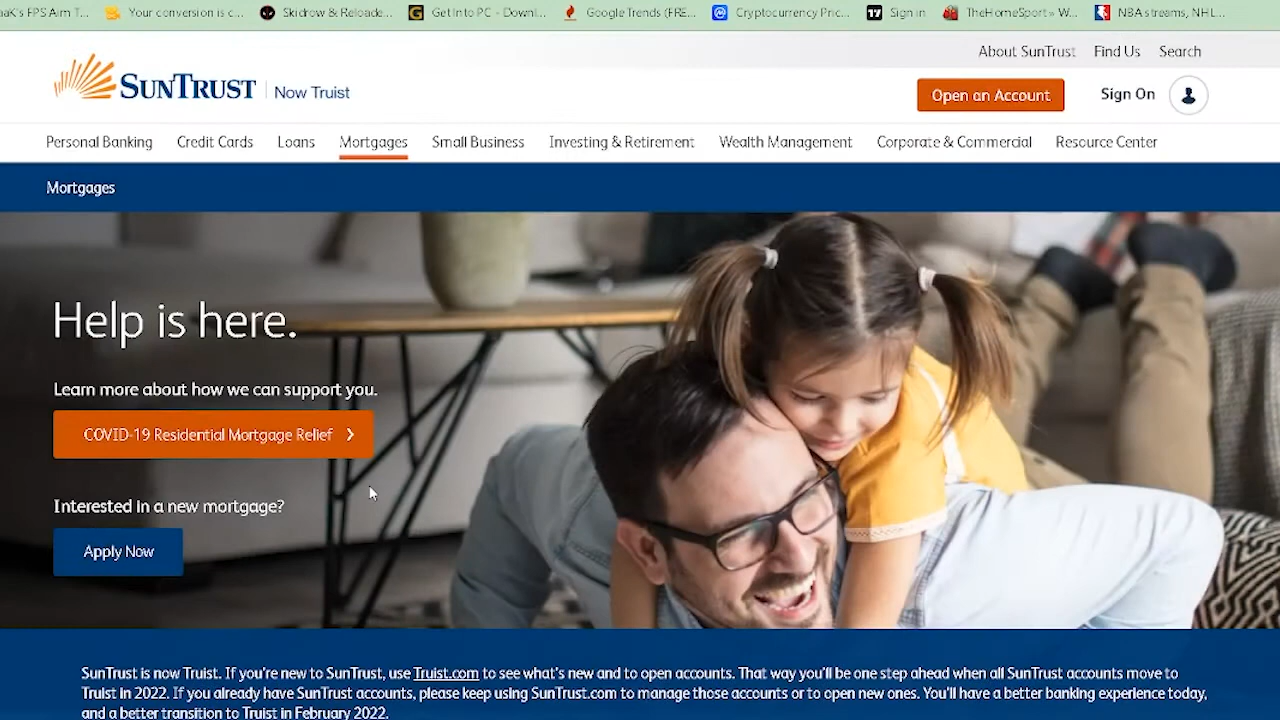 aaK's FPS Aim T...
Your conversion is c...
Skidrow & Reloade...
Get Into PC - Downl...
Google Trends (FRE...
Cryptocurrency Pric...
Sign in
TheHomeSport » W...
NBA streams, NHL...
About SunTrust
Find Us
Search
SUNTRUST
Now Truist
Open an Account
Sign On
Personal Banking
Credit Cards
Loans
Mortgages
Small Business
Investing & Retirement
Wealth Management
Corporate & Commercial
Resource Center
Mortgages
Help is here.
Learn more about how we can support you.
COVID-19 Residential Mortgage Relief
Interested in a new mortgage?
Apply Now
SunTrust is now Truist. If you're new to SunTrust, use Truist.com to see what's new and to open accounts. That way you'll be one step ahead when all SunTrust accounts move to
Truist in 2022. If you already have SunTrust accounts, please keep using SunTrust.com to manage those accounts or to open new ones. You'll have a better banking experience today,
and a better transition to Truist in February 2022.